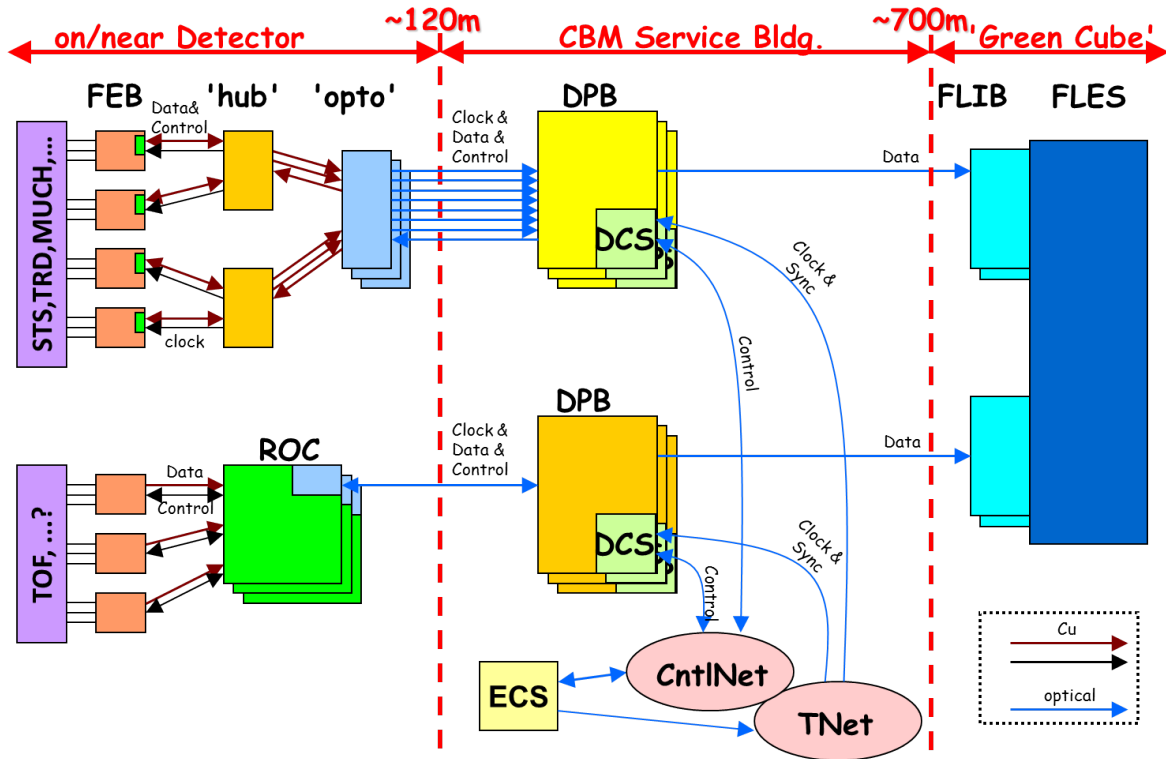 ~120m
~700m
on/near Detector
CBM Service Bldg.
'Green Cube'
FEB
'hub'
'opto'
DPB
FLIB
FLES
Data&
Control
Clock &
Data &
Control
Data
STS,TRD,MUCH,...
DCS
Clock &
Sync
clock
Control
DPB
ROC
Clock &
Data &
Control
Data
Data
Control
TOF, ...?
DCS
Clock &
Sync
Control
Cu
CntlNet
ECS
optical
TNet